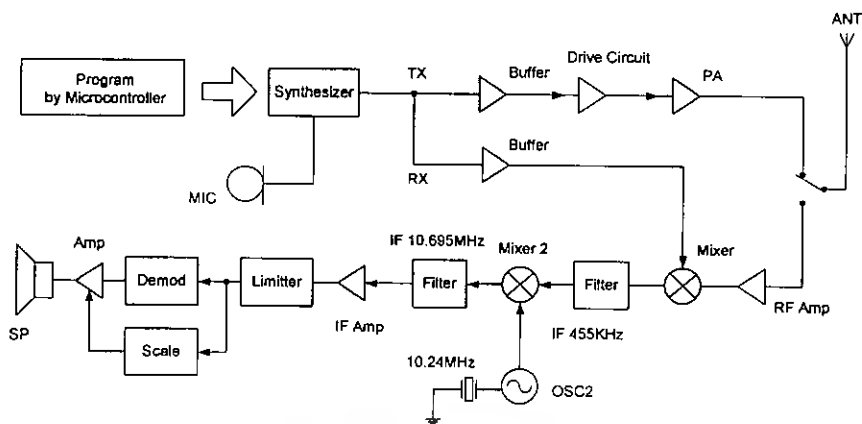 ANT
Program
by Microcontroller
Synthesizer
TX
Buffer
Drive Circuit
PA
MIC
RX
Buffer
Amp
Demod
Limitter
IF 10.695MHz
Filter
Mixer 2
Filter
Mixer
SP
Scale
IF Amp
IF 455KHz
RF Amp
10.24MHz
OSC2